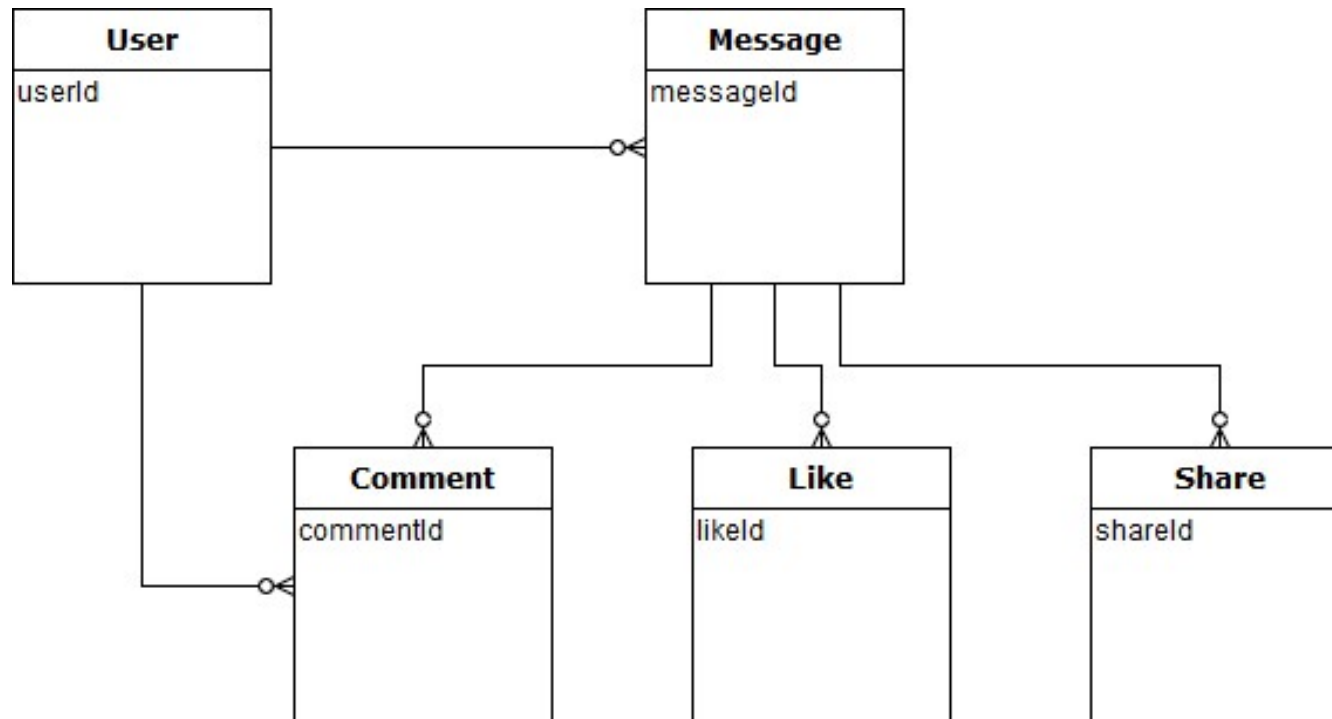 User
userId
Message
messageId
Comment
commentId
Like
likeId
Share
shareId